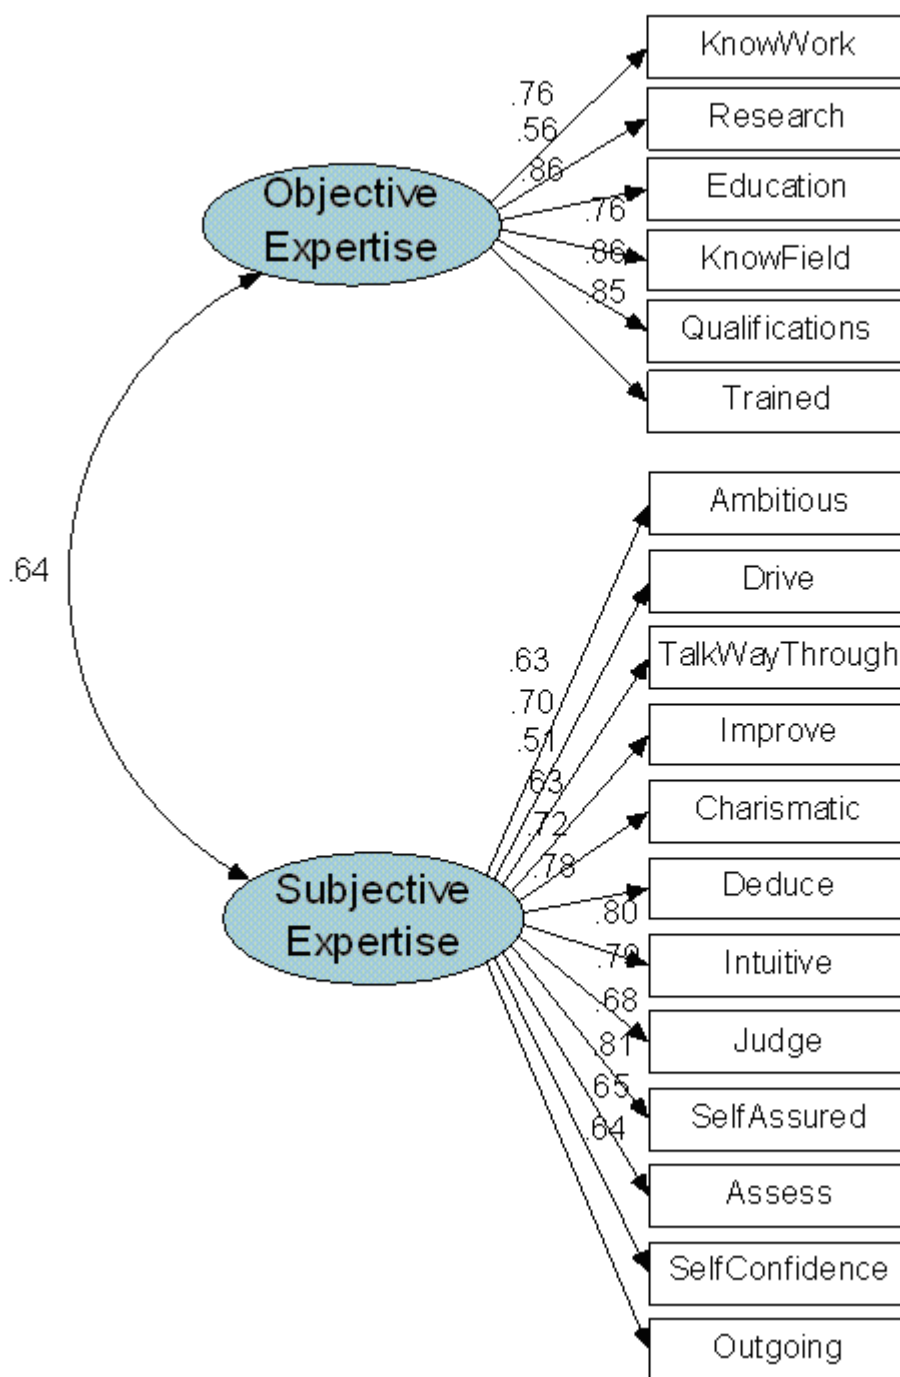 KnowWork
.76
Research
.56
.86
Education
Objective
Expertise
.76
KnowField
.86
.85
Qualifications
Trained
Ambitious
.64
Drive
TalkWayThrough
.63
.70
Improve
.51
.63
Charismatic
.72
.78
Deduce
Subjective
Expertise
.80
Intuitive
.79
.68
Judge
.81
.65
SelfAssured
.64
Assess
SelfConfidence
Outgoing